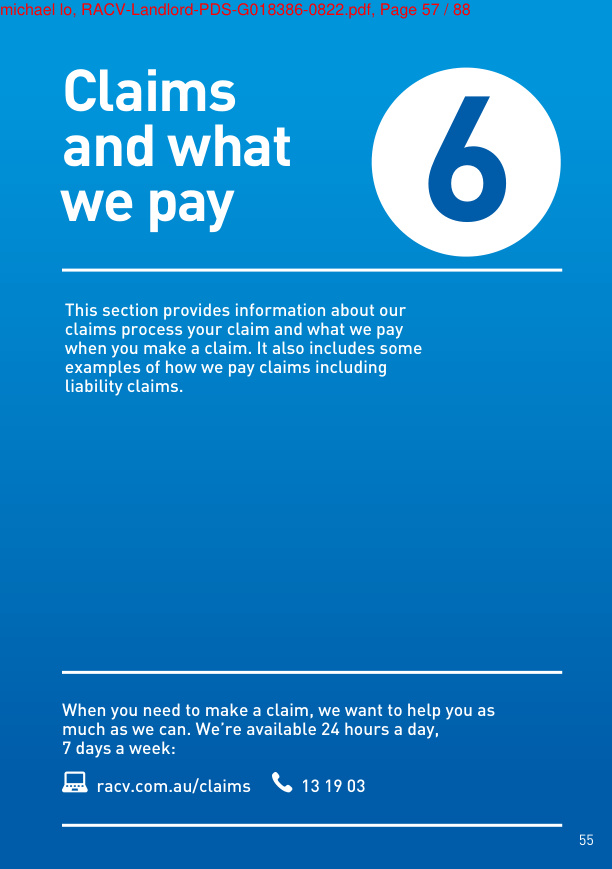 michael lo, RACV-Landlord-PDS-G018386-0822.pdf, Page 57 / 88
Claims
and what
we pay
6
This section provides information about our
claims process your claim and what we pay
when you make a claim. It also includes some
examples of how we pay claims including
liability claims.
When you need to make a claim, we want to help you as
much as we can. We’re available 24 hours a day,
7 days a week:
racv.com.au/claims 13 19 03
55